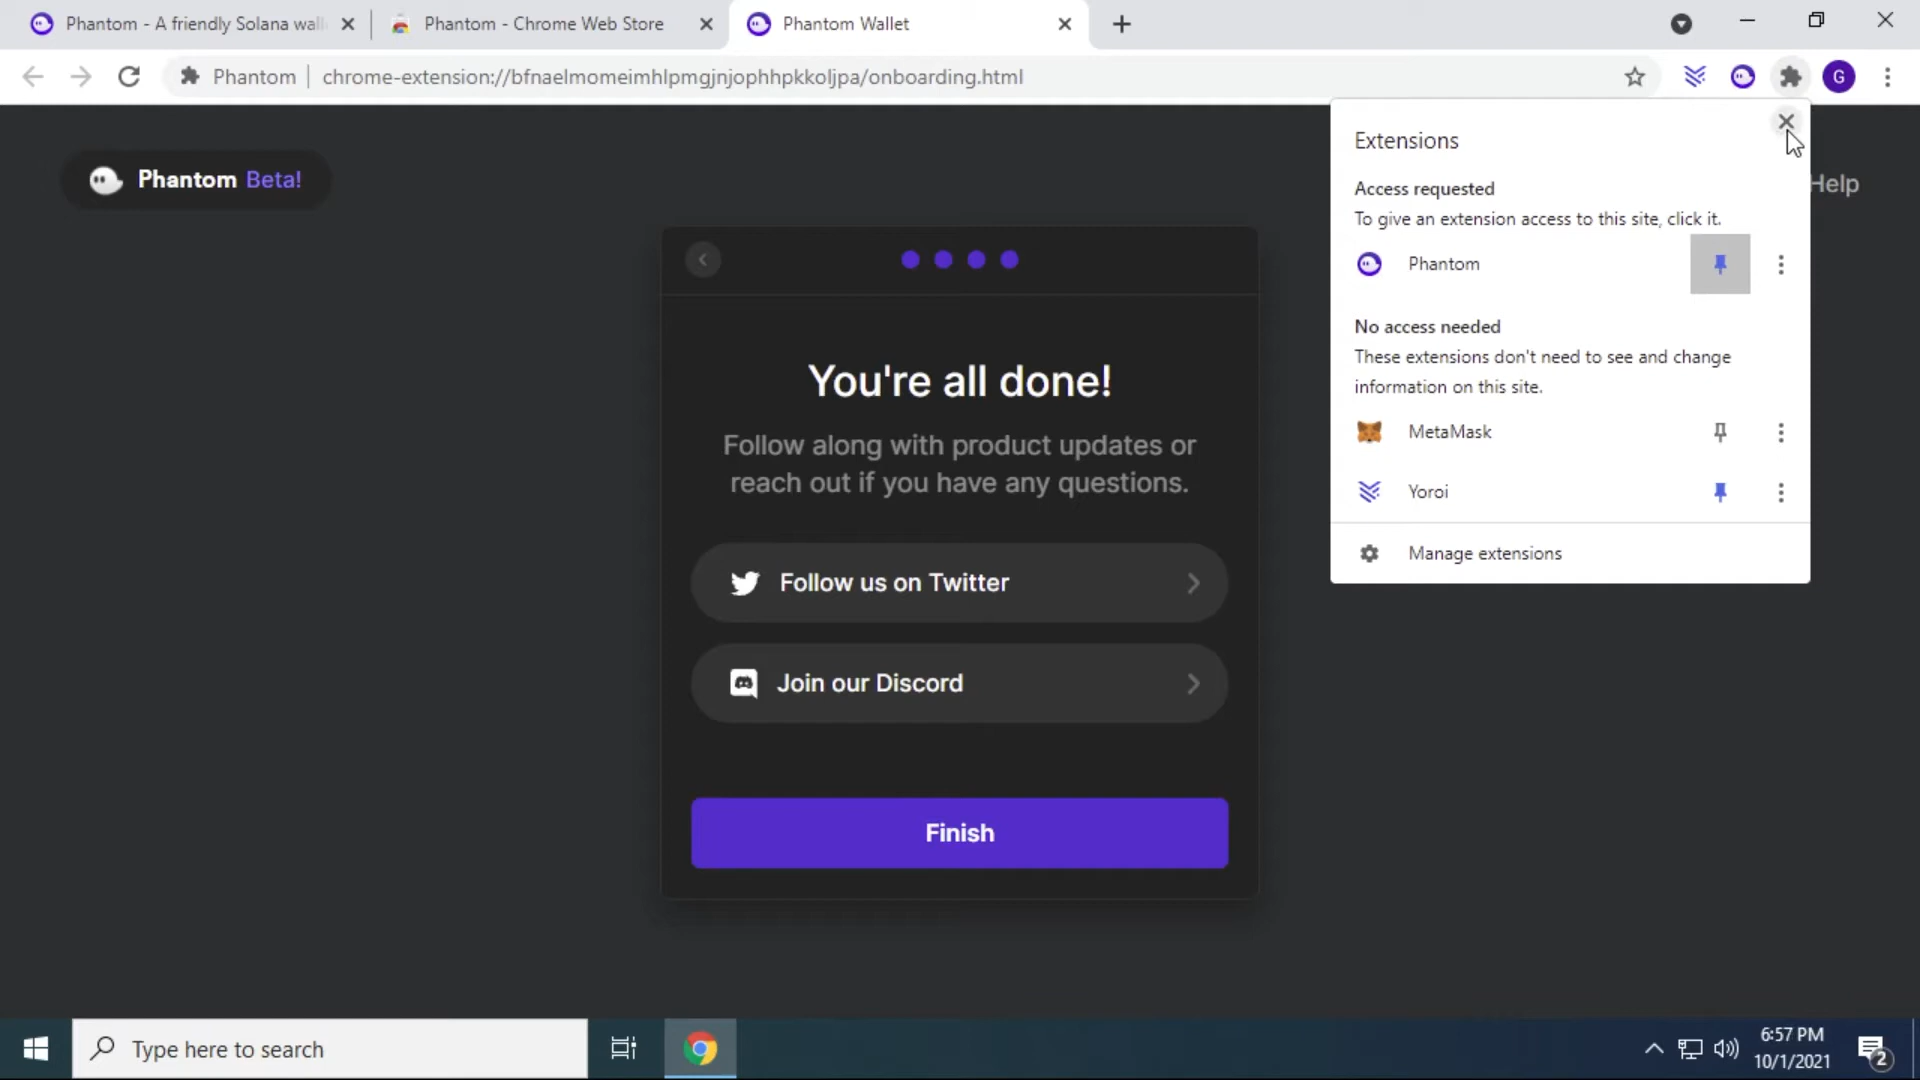 Phantom - A friendly Solana wall
Phantom - Chrome Web Store
Phantom Wallet
Phantom
chrome-extension://bfnaelmomeimhlpmgjnjophhpkkoljpa/onboarding.html
G
Phantom Beta!
Help
You're all done!
Follow along with product updates or
reach out if you have any questions.
Follow us on Twitter
Join our Discord
Finish
Extensions
Access requested
To give an extension access to this site, click it.
Phantom
No access needed
These extensions don't need to see and change
information on this site.
MetaMask
Yoroi
Manage extensions
Type here to search
6:57 PM
10/1/2021
2